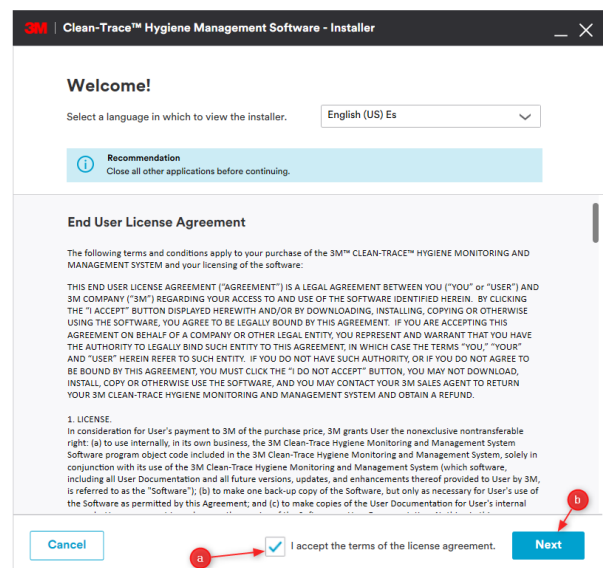 3M | Clean-Trace™ Hygiene Management Software - Installer
Welcome!
Select a language in which to view the installer.
English (US) Es
Recommendation
Close all other applications before continuing.
End User License Agreement
The following terms and conditions apply to your purchase of the 3M™ CLEAN-TRACE™ HYGIENE MONITORING AND
MANAGEMENT SYSTEM and your licensing of the software:
THIS END USER LICENSE AGREEMENT ("AGREEMENT") IS A LEGAL AGREEMENT BETWEEN YOU ("YOU" or "USER") AND
3M COMPANY ("3M") REGARDING YOUR ACCESS TO AND USE OF THE SOFTWARE IDENTIFIED HEREIN. BY CLICKING
THE "I ACCEPT" BUTTON DISPLAYED HEREWITH AND/OR BY DOWNLOADING, INSTALLING, COPYING OR OTHERWISE
USING THE SOFTWARE, YOU AGREE TO BE LEGALLY BOUND BY THIS AGREEMENT. IF YOU ARE ACCEPTING THIS
AGREEMENT ON BEHALF OF A COMPANY OR OTHER LEGAL ENTITY, YOU REPRESENT AND WARRANT THAT YOU HAVE
THE AUTHORITY TO LEGALLY BIND SUCH ENTITY TO THIS AGREEMENT, IN WHICH CASE THE TERMS "YOU," "YOUR"
AND "USER" HEREIN REFER TO SUCH ENTITY. IF YOU DO NOT HAVE SUCH AUTHORITY, OR IF YOU DO NOT AGREE TO
BE BOUND BY THIS AGREEMENT, YOU MUST CLICK THE "I DO NOT ACCEPT" BUTTON, YOU MAY NOT DOWNLOAD,
INSTALL, COPY OR OTHERWISE USE THE SOFTWARE, AND YOU MAY CONTACT YOUR 3M SALES AGENT TO RETURN
YOUR 3M CLEAN-TRACE HYGIENE MONITORING AND MANAGEMENT SYSTEM AND OBTAIN A REFUND.
1. LICENSE.
In consideration for User's payment to 3M of the purchase price, 3M grants User the nonexclusive nontransferable
right: (a) to use internally, in its own business, the 3M Clean-Trace Hygiene Monitoring and Management System
Software program object code included in the 3M Clean-Trace Hygiene Monitoring and Management System, solely in
conjunction with its use of the 3M Clean-Trace Hygiene Monitoring and Management System (which software,
including all User Documentation and all future versions, updates, and enhancements thereof provided to User by 3M,
is referred to as the "Software"); (b) to make one back-up copy of the Software, but only as necessary for User's use of
the Software as permitted by this Agreement; and (c) to make copies of the User Documentation for User's internal
b
Cancel
a
I accept the terms of the license agreement.
Next